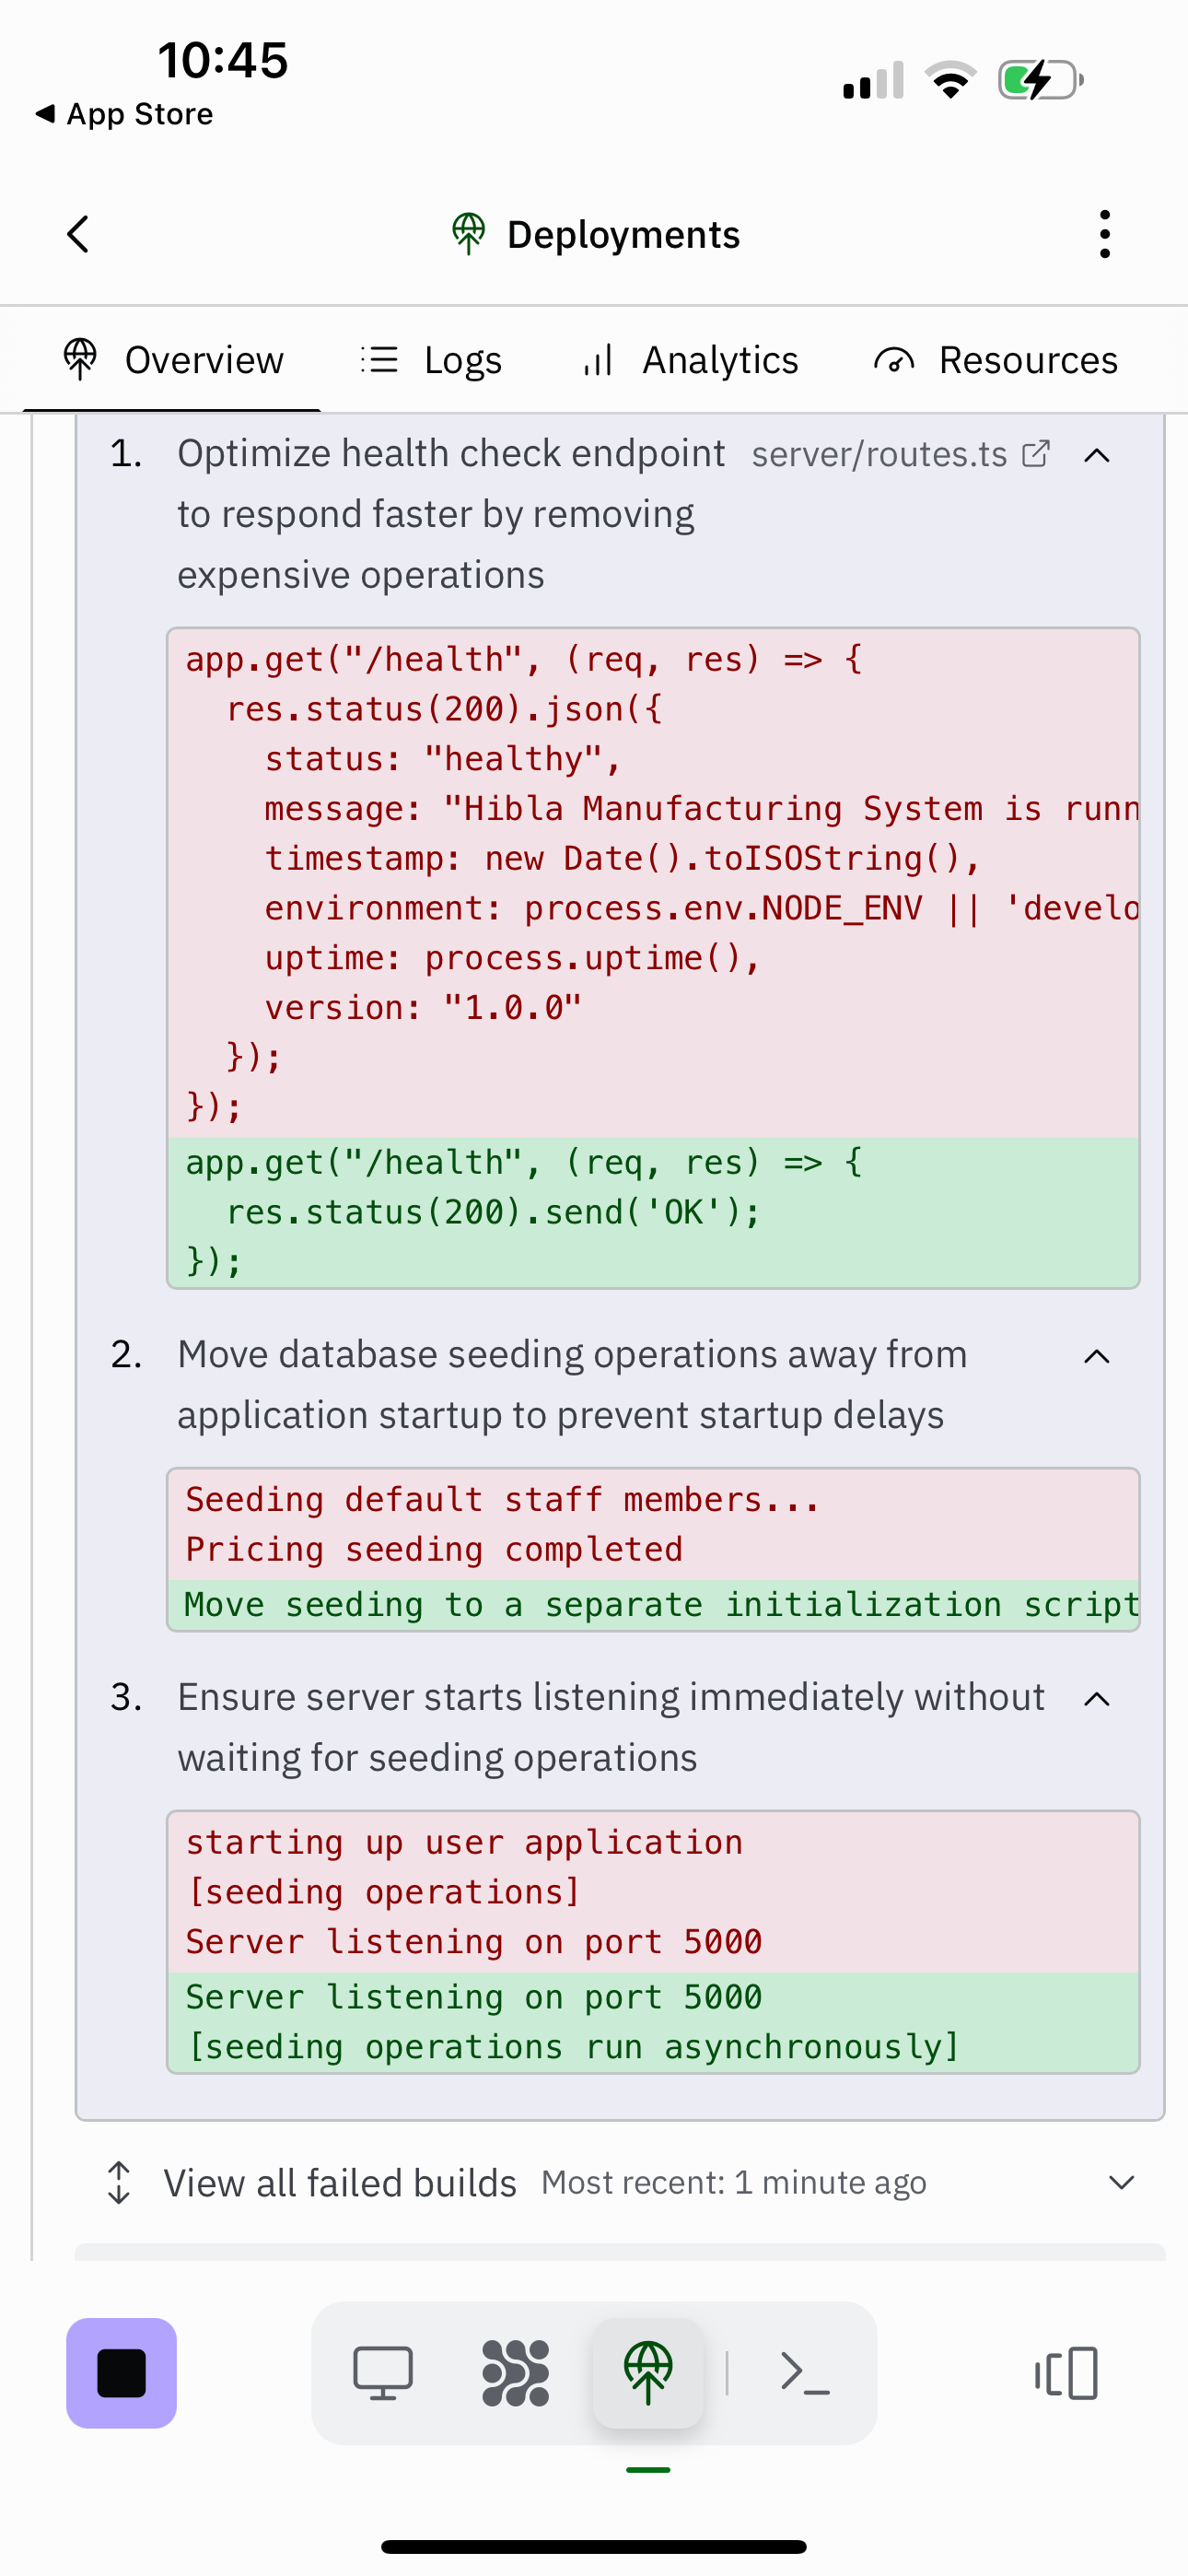 10:45
◀ App Store
Deployments
Overview Logs Analytics Resources
1. Optimize health check endpoint server/routes.ts
to respond faster by removing
expensive operations
app.get("/health", (req, res) => {
  res.status(200).json({
    status: "healthy",
    message: "Hibla Manufacturing System is runn
    timestamp: new Date().toISOString(),
    environment: process.env.NODE_ENV || 'develo
    uptime: process.uptime(),
    version: "1.0.0"
  });
});
app.get("/health", (req, res) => {
  res.status(200).send('OK');
});
2. Move database seeding operations away from
application startup to prevent startup delays
Seeding default staff members...
Pricing seeding completed
Move seeding to a separate initialization script
3. Ensure server starts listening immediately without
waiting for seeding operations
starting up user application
[seeding operations]
Server listening on port 5000
Server listening on port 5000
[seeding operations run asynchronously]
View all failed builds Most recent: 1 minute ago